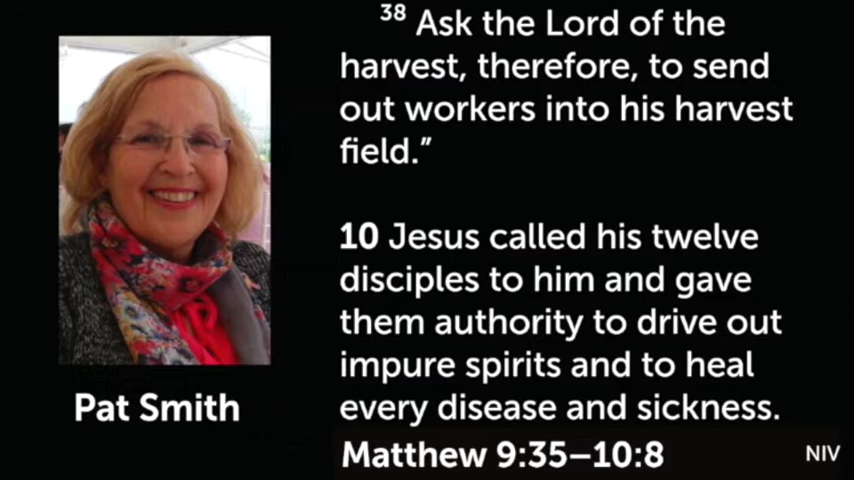 38 Ask the Lord of the
harvest, therefore, to send
out workers into his harvest
field.”
10 Jesus called his twelve
disciples to him and gave
them authority to drive out
impure spirits and to heal
every disease and sickness.
Matthew 9:35–10:8
NIV
Pat Smith